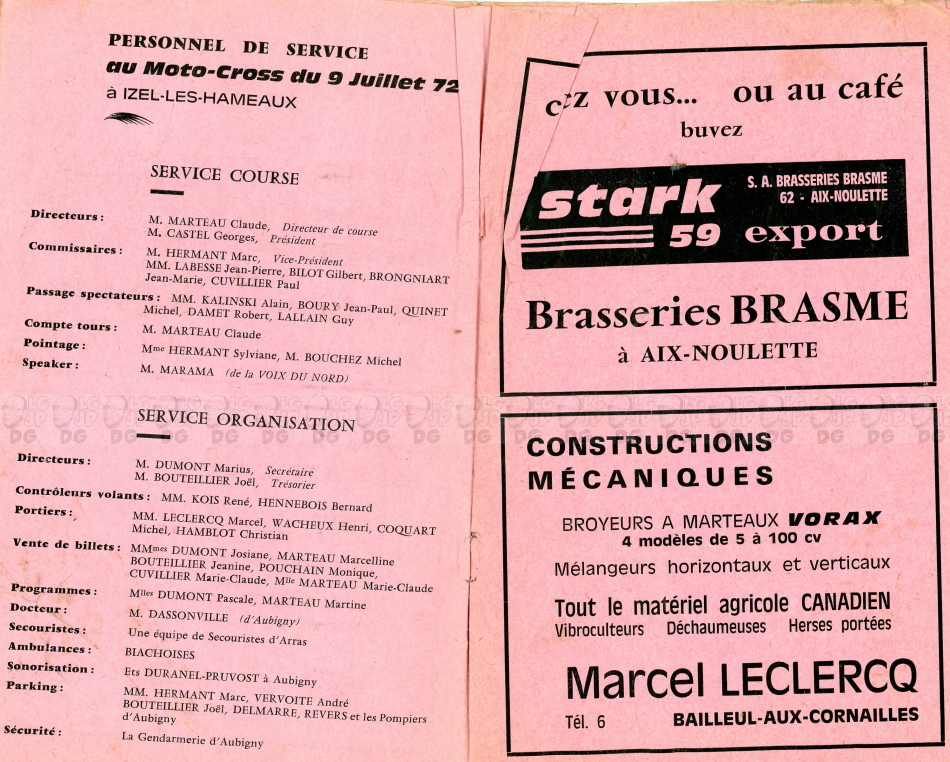 PERSONNEL DE SERVICE
au Moto-Cross du 9 Juillet 72
à IZEL-LES-HAMEAUX
SERVICE COURSE
Directeurs : M. MARTEAU Claude, Directeur de course
M. CASTEL Georges, Président
Commissaires : M. HERMANT Marc, Vice-Président
MM. LABESSE Jean-Pierre, BILOT Gilbert, BRONGNIART
Jean-Marie, CUVILLIER Paul
Passage spectateurs : MM. KALINSKI Alain, BOURY Jean-Paul, QUINET
Michel, DAMET Robert, LALLAIN Guy
Compte tours : M. MARTEAU Claude
Pointage : Mme HERMANT Sylviane, M. BOUCHEZ Michel
Speaker : M. MARAMA (de la VOIX DU NORD)
SERVICE ORGANISATION
Directeurs : M. DUMONT Marius, Secrétaire
M. BOUTEILLIER Joël, Trésorier
Contrôleurs volants : MM. KOIS René, HENNEBOIS Bernard
Portiers : MM. LECLERCQ Marcel, WACHEUX Henri, COQUART
Michel, HAMBLOT Christian
Vente de billets : MMmes DUMONT Josiane, MARTEAU Marcelline
BOUTEILLIER Jeanine, POUCHAIN Monique,
CUVILLIER Marie-Claude, Mlle MARTEAU Marie-Claude
Programmes : Mlles DUMONT Pascale, MARTEAU Martine
Docteur : M. DASSONVILLE (d'Aubigny)
Secouristes : Une équipe de Secouristes d'Arras
Ambulances : BIACHOISES
Sonorisation : Ets DURANEL-PRUVOST à Aubigny
Parking : MM. HERMANT Marc, VERVOITE André
BOUTEILLIER Joël, DELMARRE, REVERS et les Pompiers
d'Aubigny
Sécurité : La Gendarmerie d'Aubigny
vous... ou au café
buvez
stark
59 export
S. A. BRASSERIES BRASME
62 - AIX-NOULETTE
Brasseries BRASME
à AIX-NOULETTE
CONSTRUCTIONS
MÉCANIQUES
BROYEURS A MARTEAUX VORAX
4 modèles de 5 à 100 cv
Mélangeurs horizontaux et verticaux
Tout le matériel agricole CANADIEN
Vibroculteurs Déchaumeuses Herses portées
Marcel LECLERCQ
Tél. 6 BAILLEUL-AUX-CORNAILLES